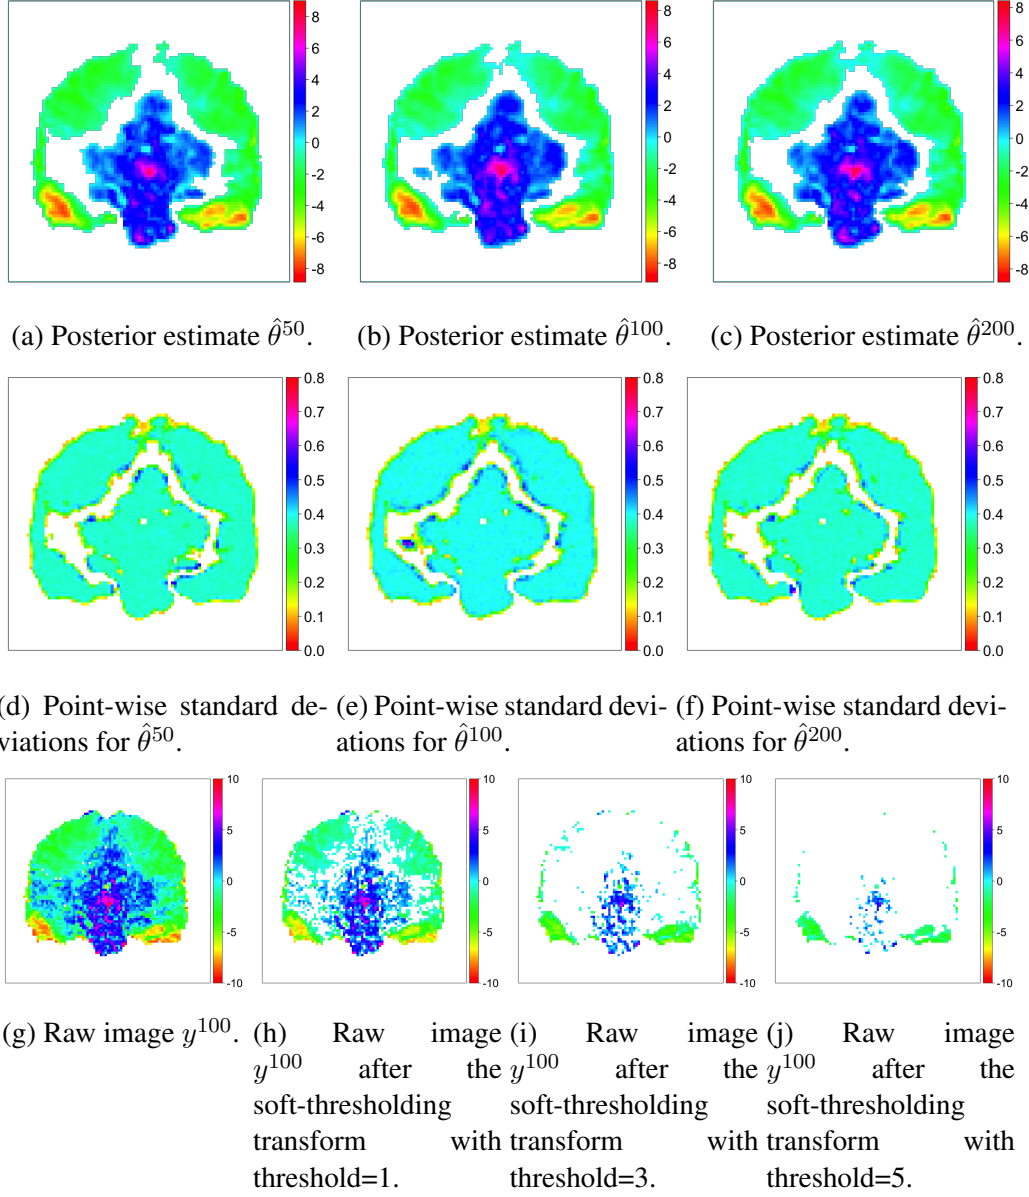 8
6
4
2
0
-2
-4
-6
-8
8
6
4
2
0
-2
-4
-6
-8
8
6
4
2
0
-2
-4
-6
-8
(a) Posterior estimate θ̂⁵⁰.
(b) Posterior estimate θ̂¹⁰⁰.
(c) Posterior estimate θ̂²⁰⁰.
0.8
0.7
0.6
0.5
0.4
0.3
0.2
0.1
0.0
0.8
0.7
0.6
0.5
0.4
0.3
0.2
0.1
0.0
0.8
0.7
0.6
0.5
0.4
0.3
0.2
0.1
0.0
(d) Point-wise standard de-
viations for θ̂⁵⁰.
(e) Point-wise standard devi-
ations for θ̂¹⁰⁰.
(f) Point-wise standard devi-
ations for θ̂²⁰⁰.
10
5
0
-5
-10
10
5
0
-5
-10
10
5
0
-5
-10
10
5
0
-5
-10
(g) Raw image y¹⁰⁰.
(h) Raw image
y¹⁰⁰ after the
soft-thresholding
transform with
threshold=1.
(i) Raw image
y¹⁰⁰ after the
soft-thresholding
transform with
threshold=3.
(j) Raw image
y¹⁰⁰ after the
soft-thresholding
transform with
threshold=5.